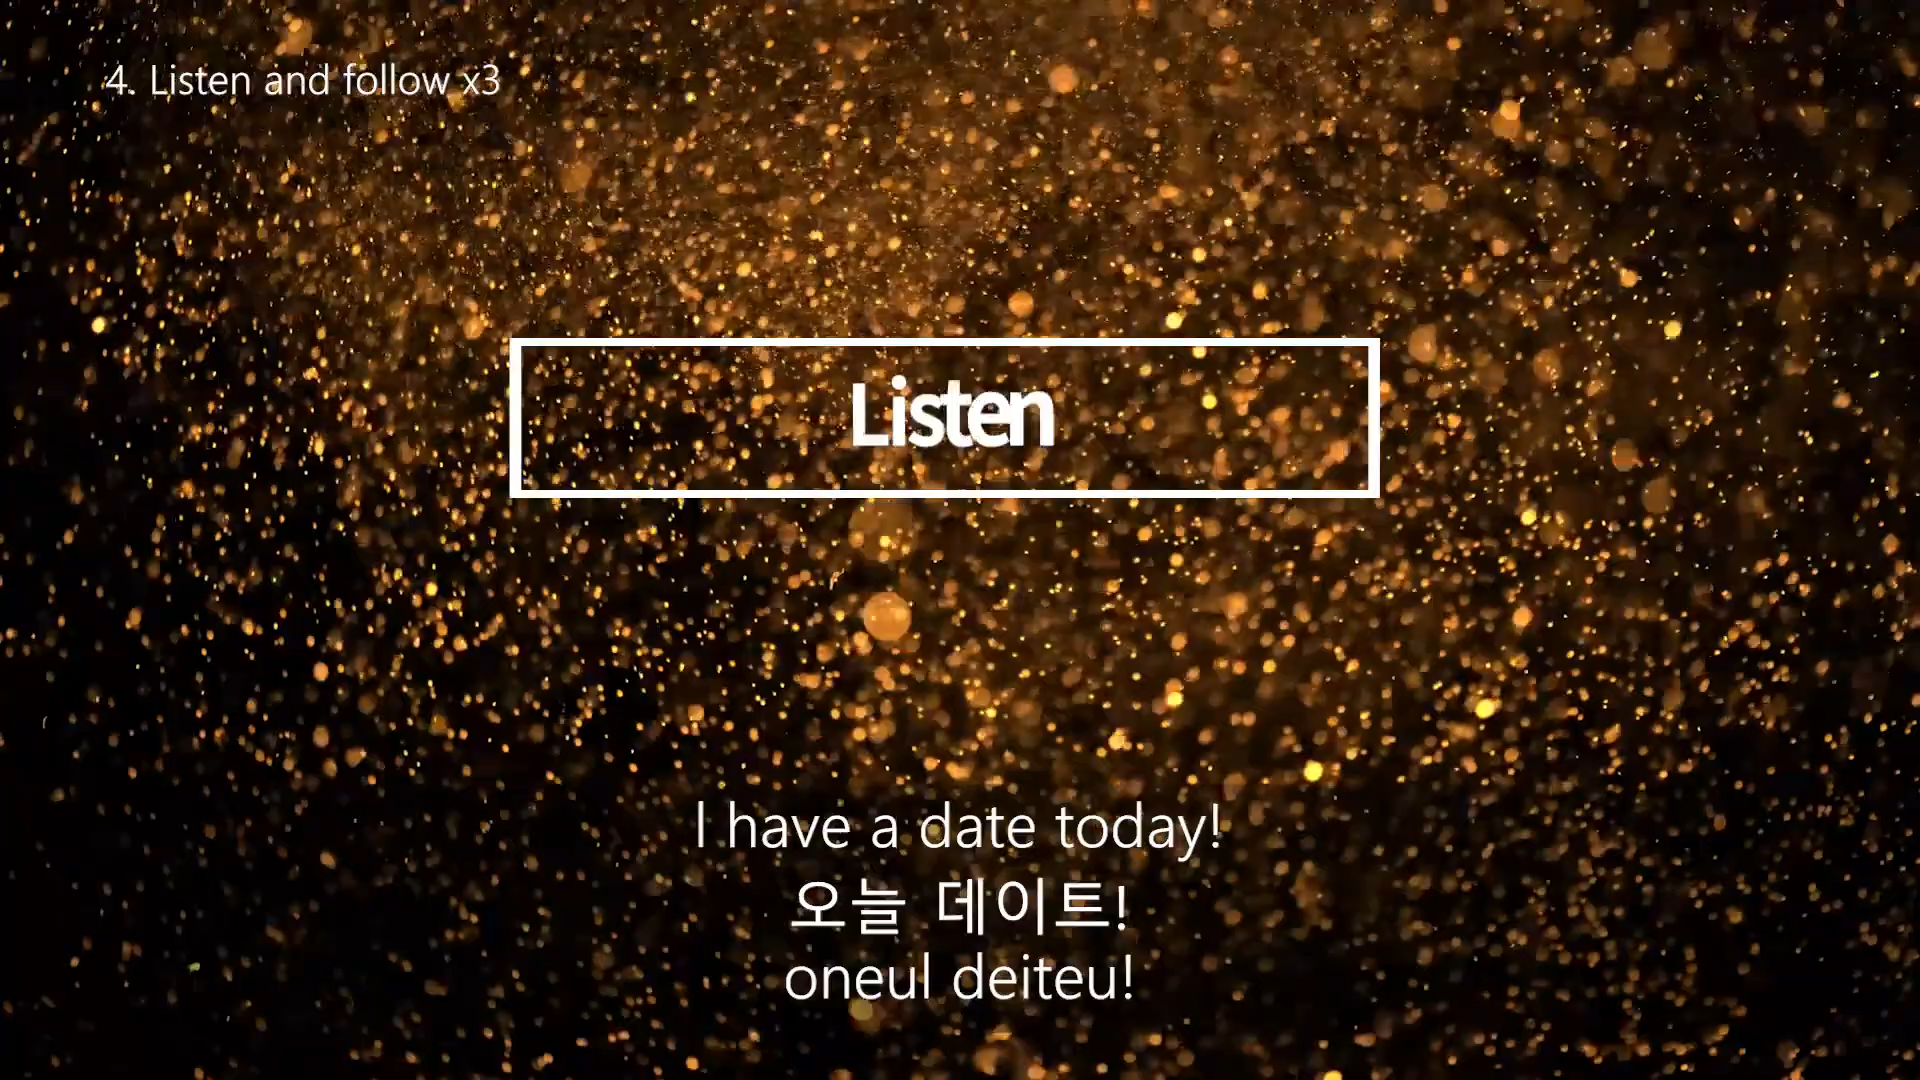 4. Listen and follow x3
Listen
I have a date today!
오늘 데이트!
oneul deiteu!